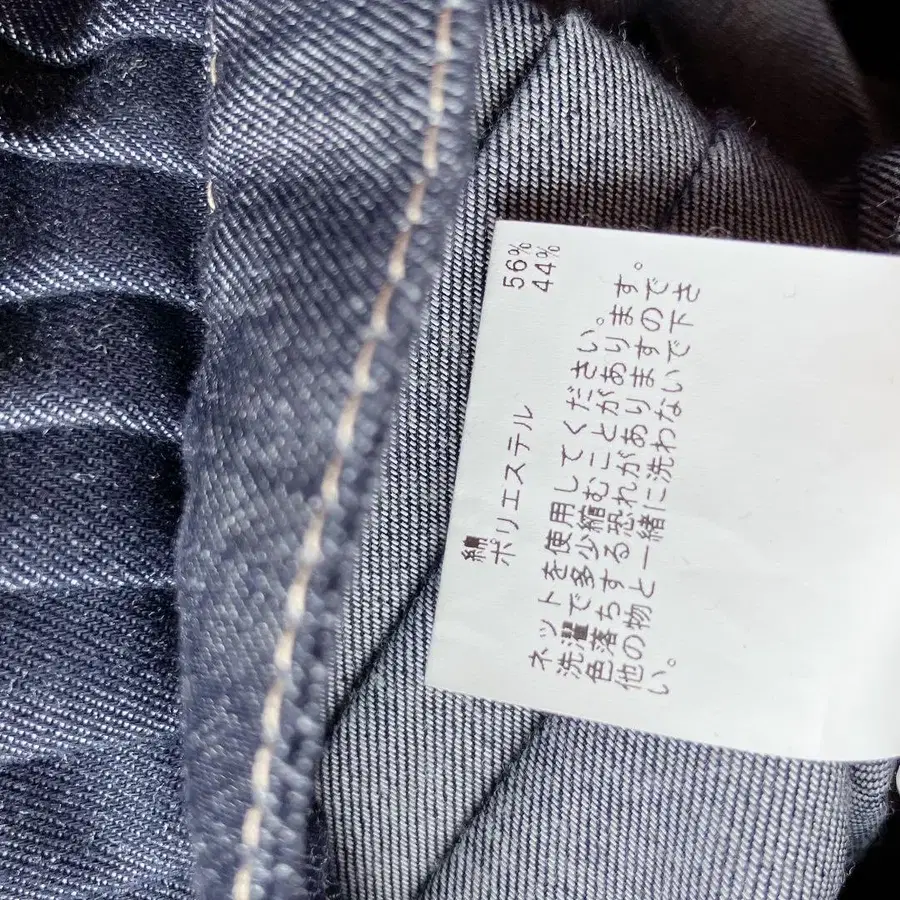 綿 56%
ポリエステル 44%
ネットを使用してください。
洗濯で多少縮むことがあります。
色落ちする恐れがありますので
他の物と一緒に洗わないで下さ
い。